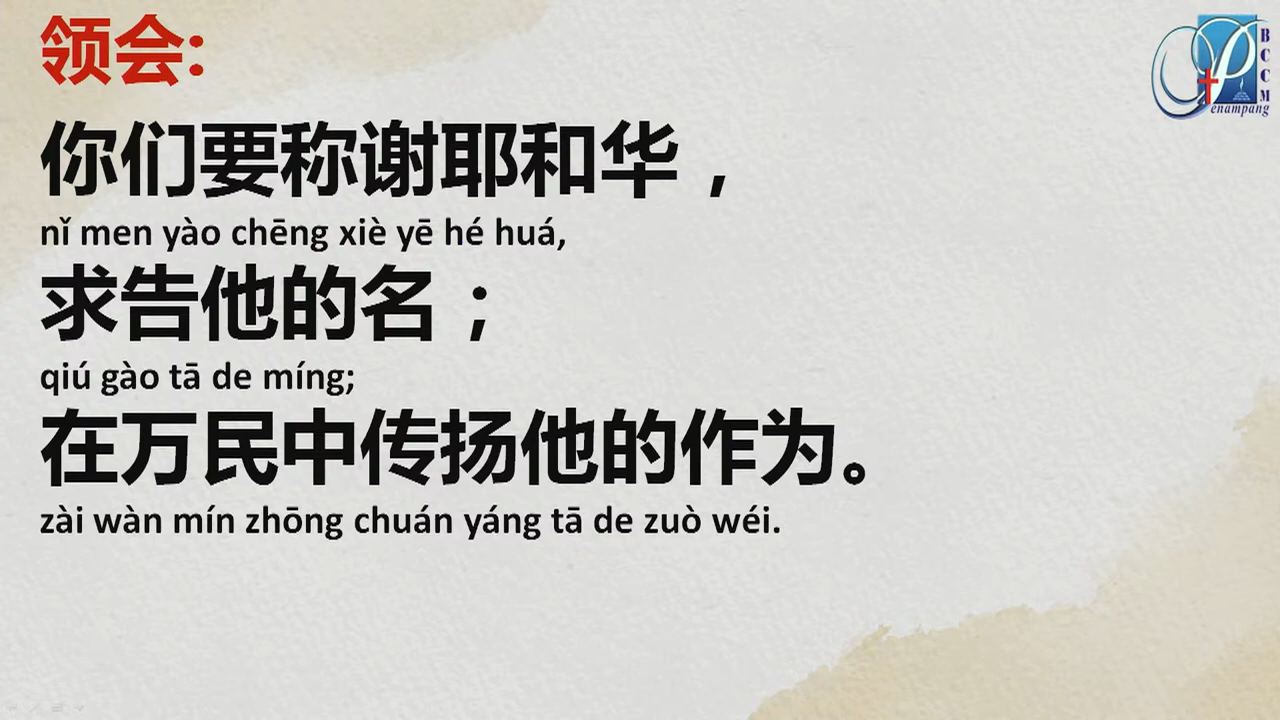 领会:
你们要称谢耶和华，
nǐ men yào chēng xiè yē hé huá,
求告他的名；
qiú gào tā de míng;
在万民中传扬他的作为。
zài wàn mín zhōng chuán yáng tā de zuò wéi.
BCCM
Penampang